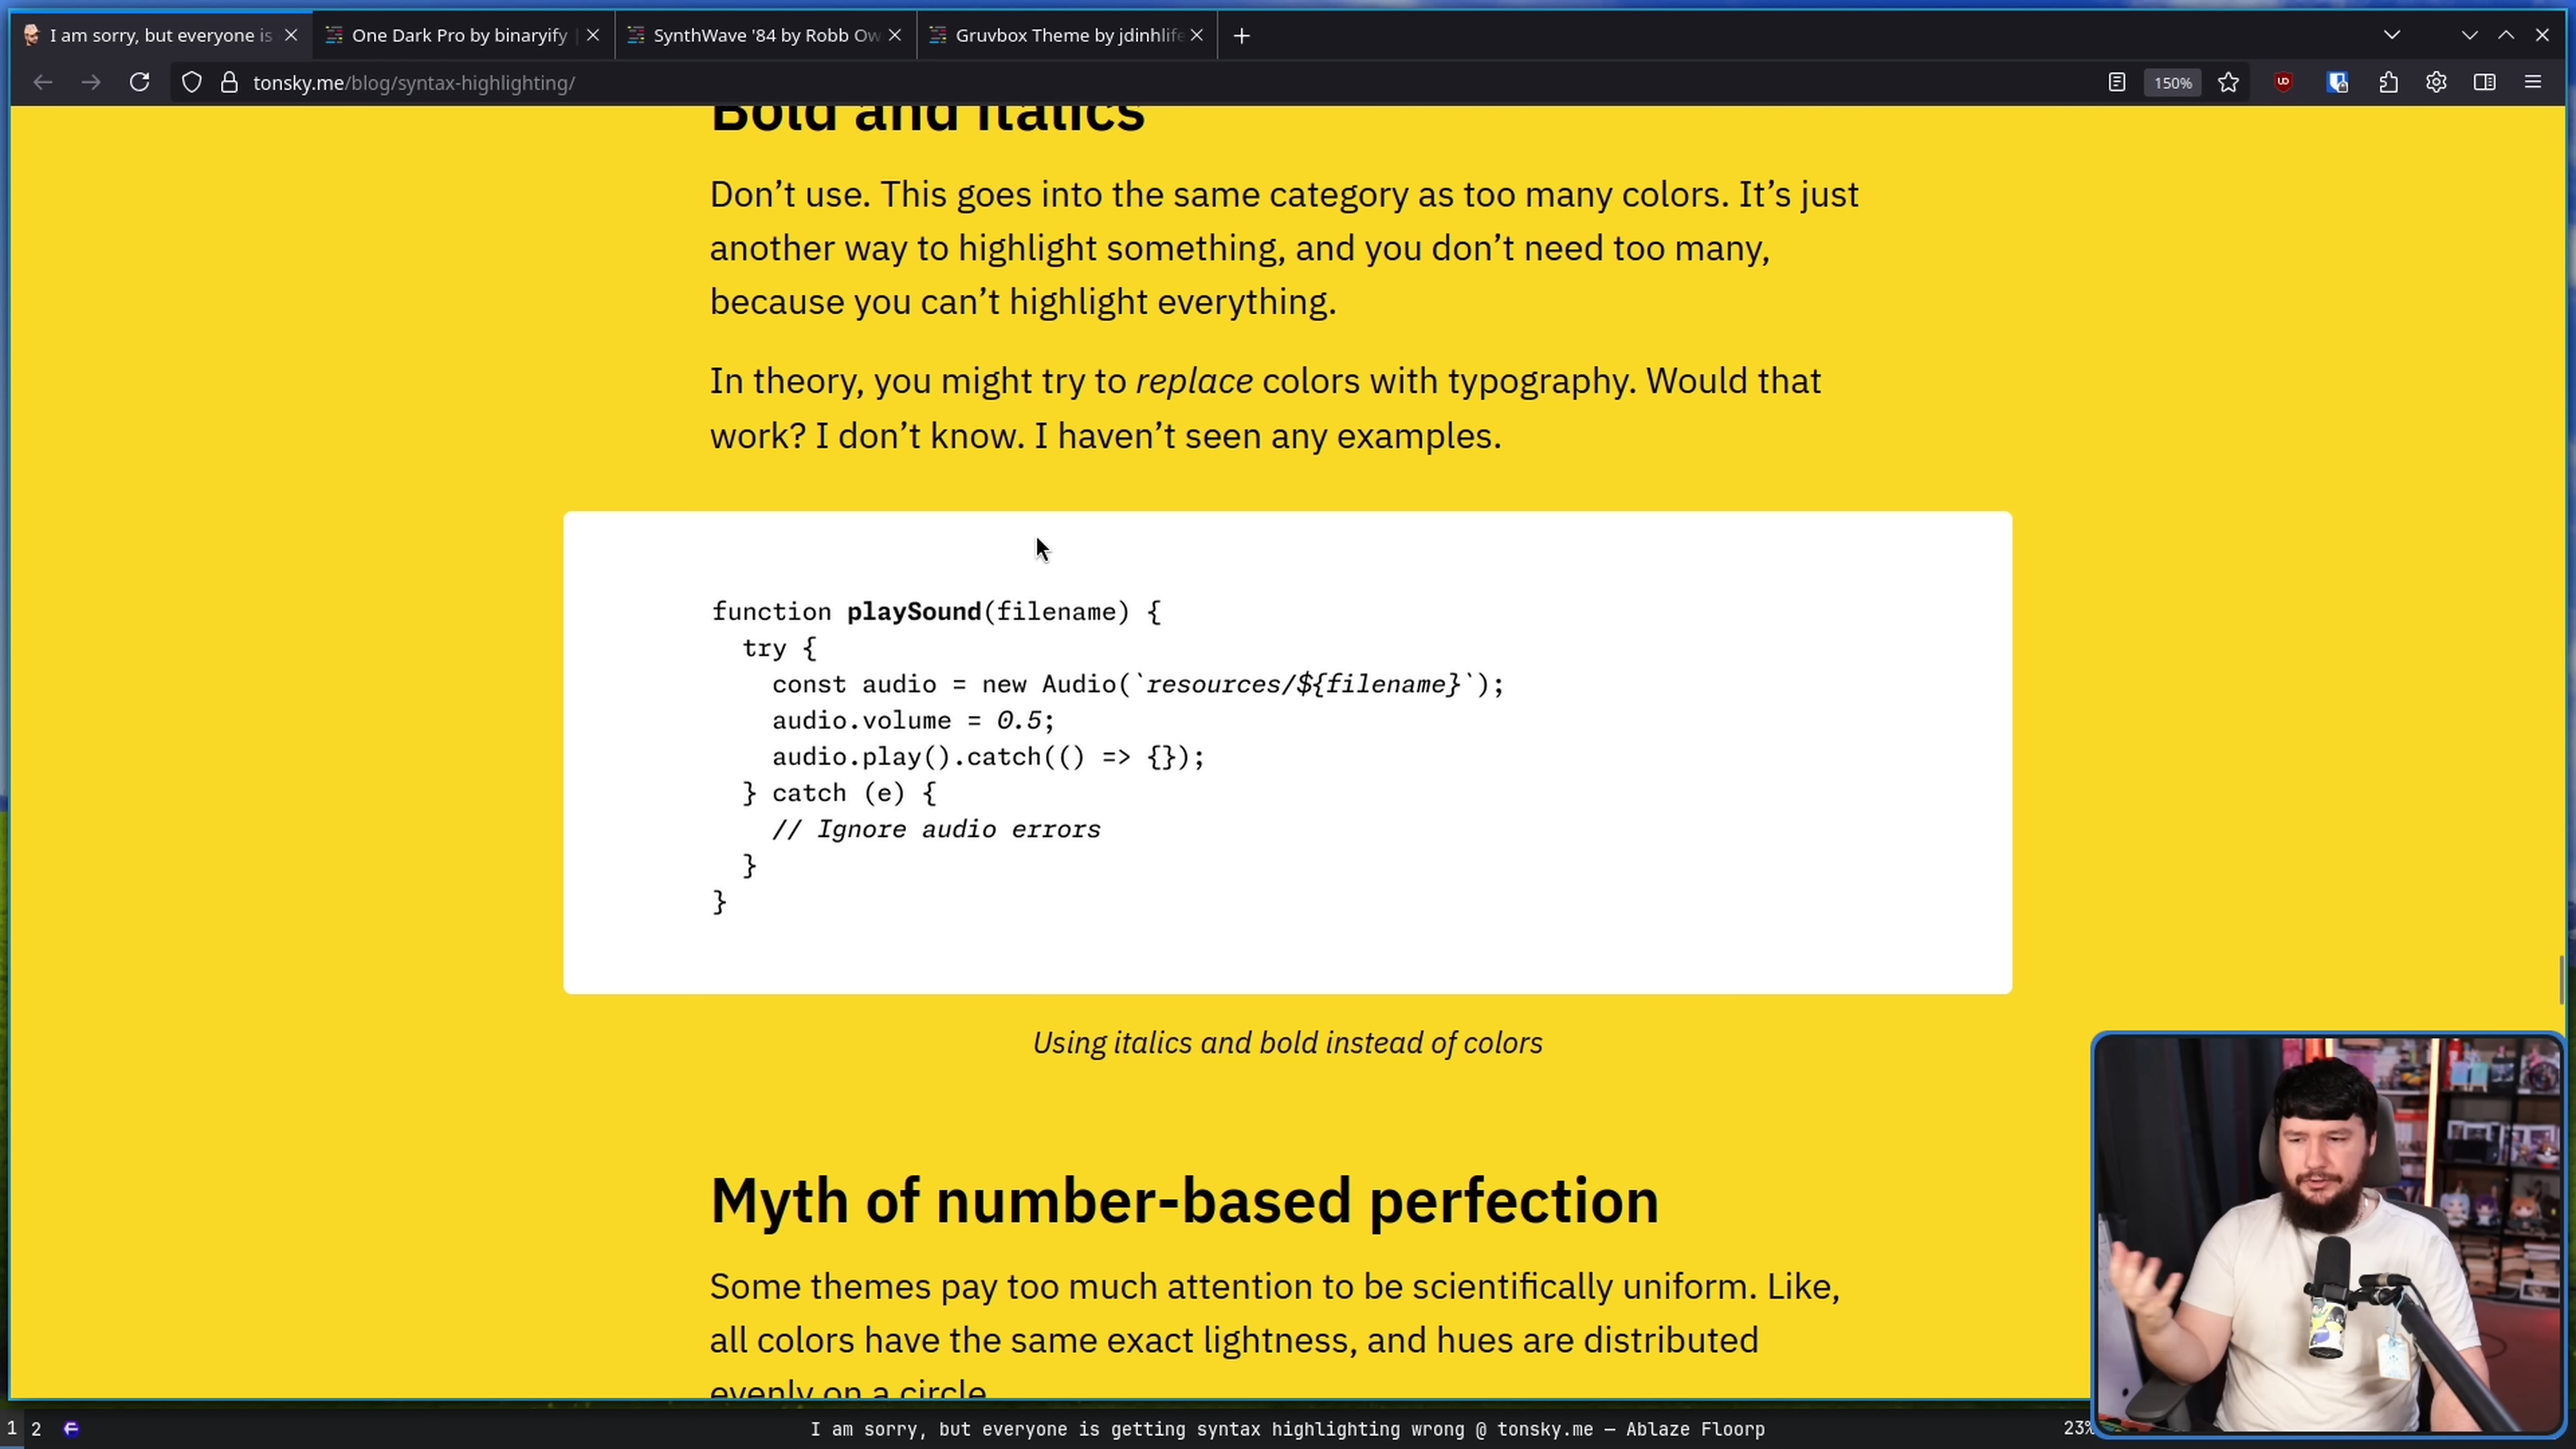 I am sorry, but everyone is
One Dark Pro by binaryify |
SynthWave '84 by Robb Ow
Gruvbox Theme by jdinhlife
tonsky.me/blog/syntax-highlighting/
150%
Bold and Italics
Don’t use. This goes into the same category as too many colors. It’s just
another way to highlight something, and you don’t need too many,
because you can’t highlight everything.
In theory, you might try to replace colors with typography. Would that
work? I don’t know. I haven’t seen any examples.
function playSound(filename) {
  try {
    const audio = new Audio(`resources/${filename}`);
    audio.volume = 0.5;
    audio.play().catch(() => {});
  } catch (e) {
    // Ignore audio errors
  }
}
Using italics and bold instead of colors
Myth of number-based perfection
Some themes pay too much attention to be scientifically uniform. Like,
all colors have the same exact lightness, and hues are distributed
evenly on a circle.
1 2
I am sorry, but everyone is getting syntax highlighting wrong @ tonsky.me — Ablaze Floorp
23%